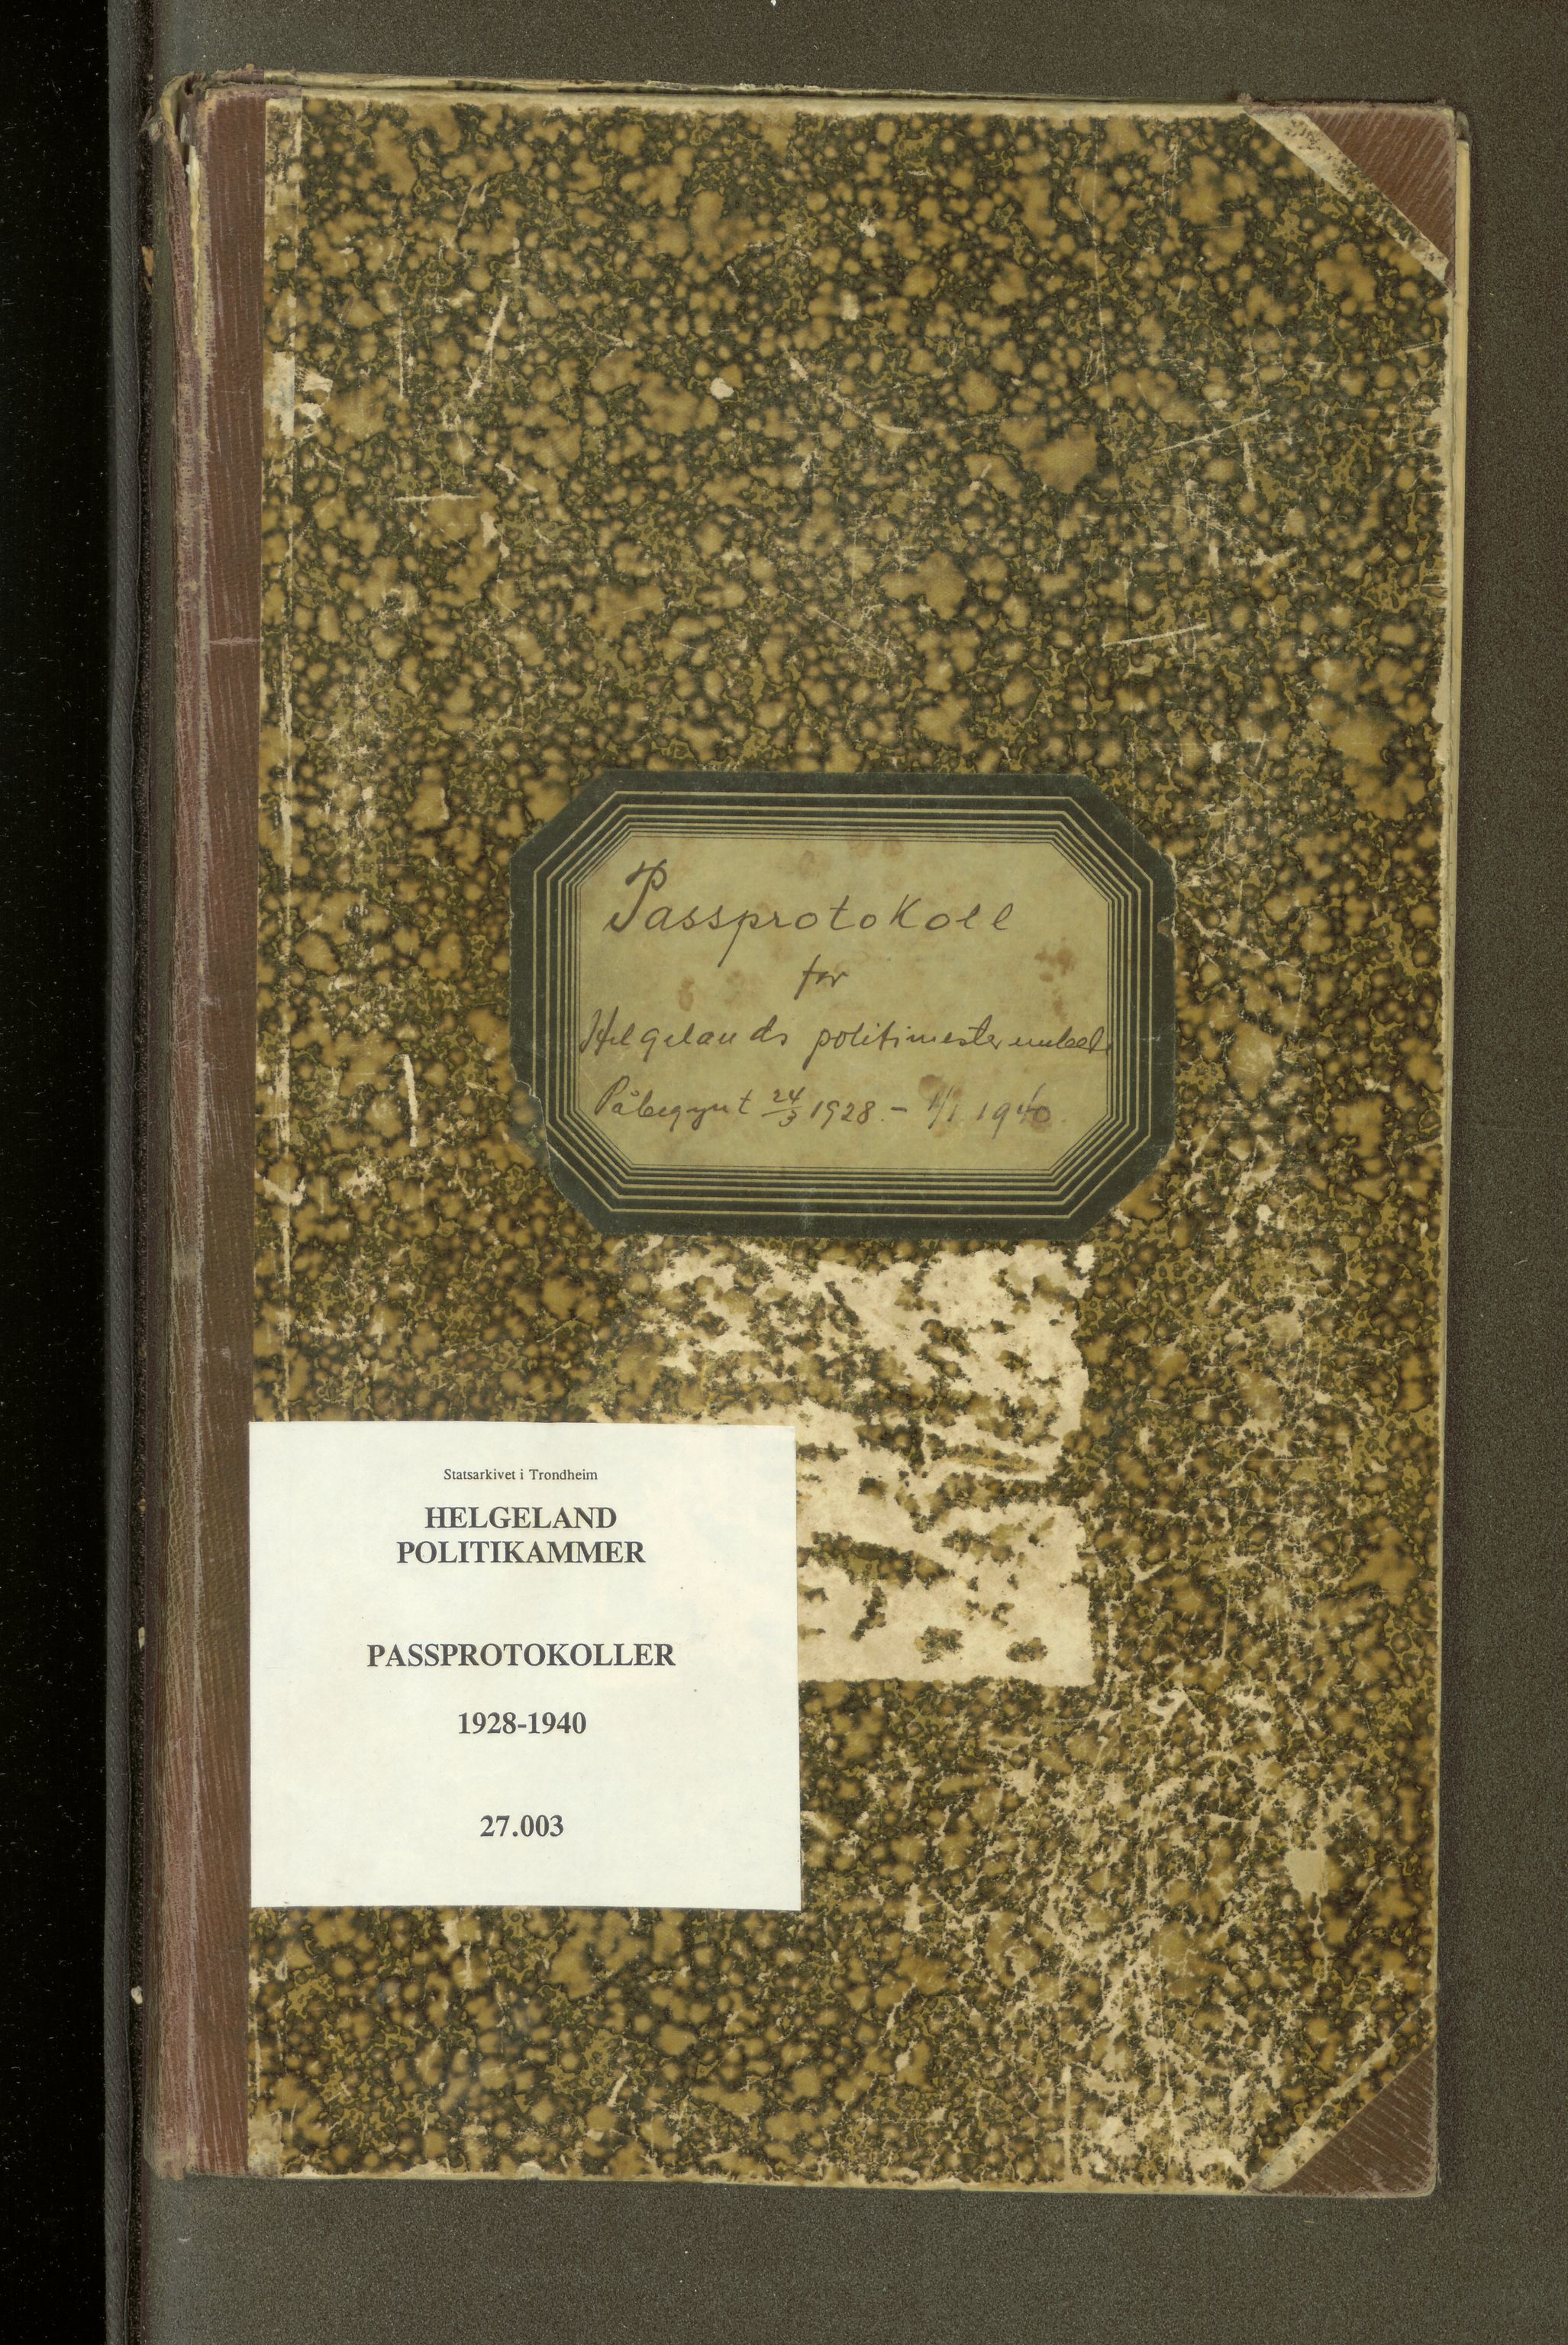 Passprotokoll
for
Helgelands politimesterembede
Påbegynt 24/3 1928. - 1/1 1940.
Statsarkivet i Trondheim
HELGELAND
POLITIKAMMER
PASSPROTOKOLLER
1928-1940
27.003